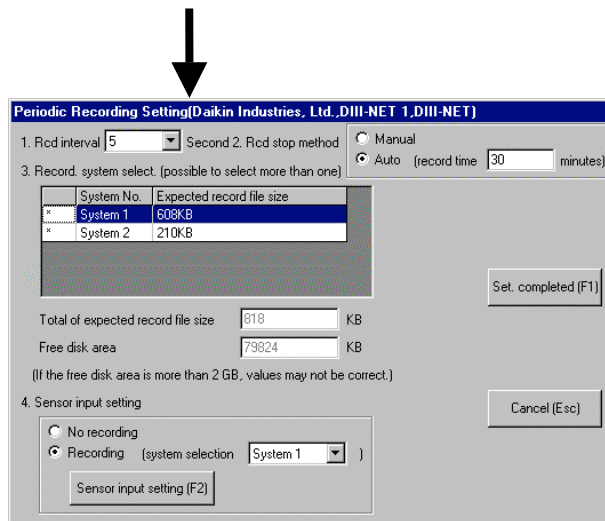 Periodic Recording Setting(Daikin Industries, Ltd.,DIII-NET 1,DIII-NET)
1. Rcd interval 5 Second 2. Rcd stop method
Manual
Auto (record time 30 minutes)
3. Record. system select. (possible to select more than one)
System No. Expected record file size
* System 1 608KB
* System 2 210KB
Set. completed (F1)
Total of expected record file size 818 KB
Free disk area 79824 KB
(If the free disk area is more than 2 GB, values may not be correct.)
Cancel (Esc)
4. Sensor input setting
No recording
Recording (system selection System 1 )
Sensor input setting (F2)